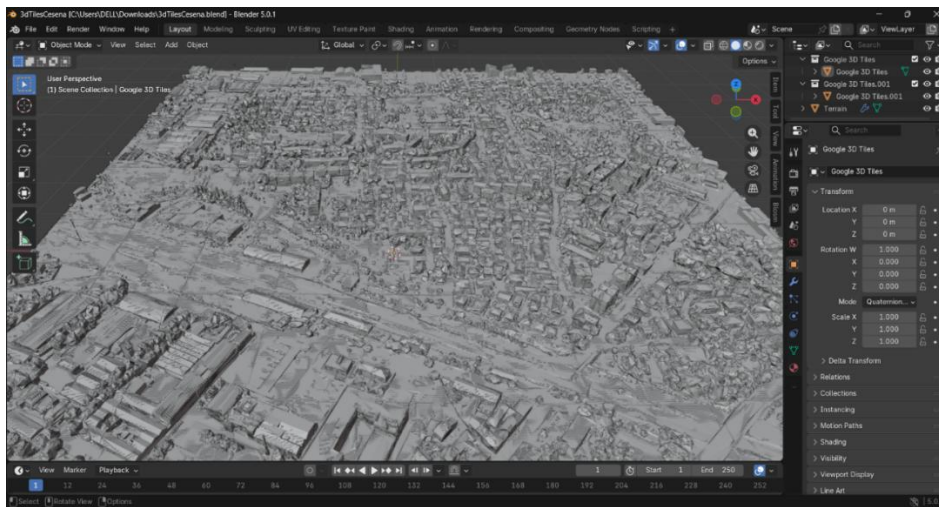 3dTilesCesena [C:\Users\DELL\Downloads\3dTilesCesena.blend] - Blender 5.0.1
File Edit Render Window Help Layout Modeling Sculpting UV Editing Texture Paint Shading Animation Rendering Compositing Geometry Nodes Scripting + Scene ViewLayer
Object Mode View Select Add Object Global Search
Options
User Perspective
(1) Scene Collection | Google 3D Tiles
Google 3D Tiles
Google 3D Tiles
Google 3D Tiles.001
Google 3D Tiles.001
Terrain
X
Item
Tool
View
Animation
Bloom
Search
Google 3D Tiles
Google 3D Tiles
Transform
Location X 0 m
Y 0 m
Z 0 m
Rotation W 1.000
X 0.000
Y 0.000
Z 0.000
Mode Quaternion...
Scale X 1.000
Y 1.000
Z 1.000
Delta Transform
Relations
Collections
Instancing
Motion Paths
Shading
Visibility
Viewport Display
Line Art
View Marker Playback 1 Start 1 End 250
1 12 24 36 48 60 72 84 96 108 120 132 144 156 168 180 192 204 216 228 240 252
Select Rotate View Options